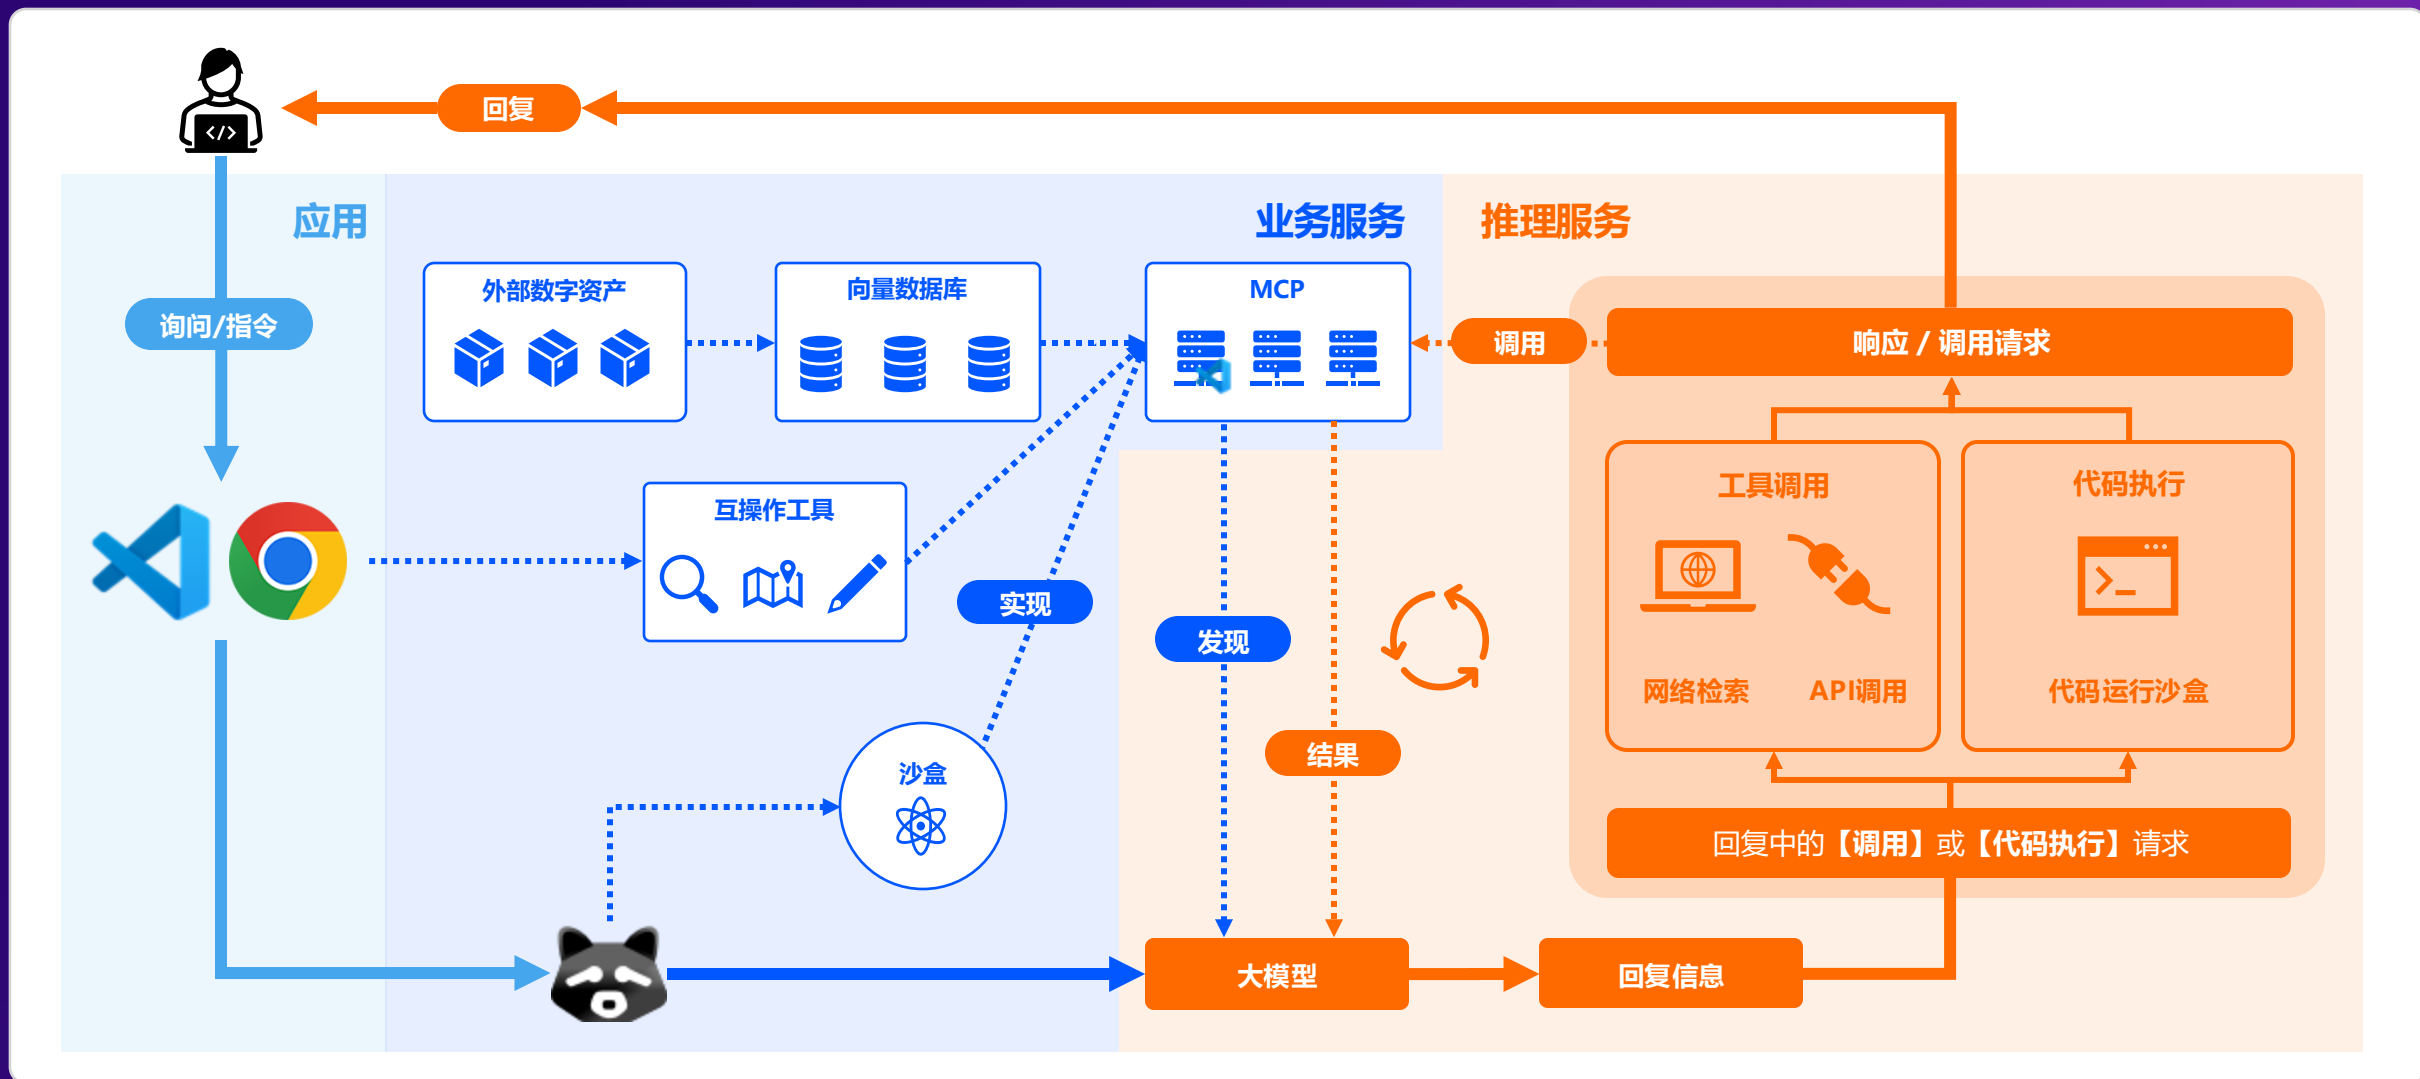 回复
应用
业务服务
推理服务
询问/指令
外部数字资产
向量数据库
MCP
调用
响应 / 调用请求
互操作工具
实现
发现
结果
沙盒
工具调用
代码执行
网络检索
API调用
代码运行沙盒
回复中的【调用】或【代码执行】请求
大模型
回复信息